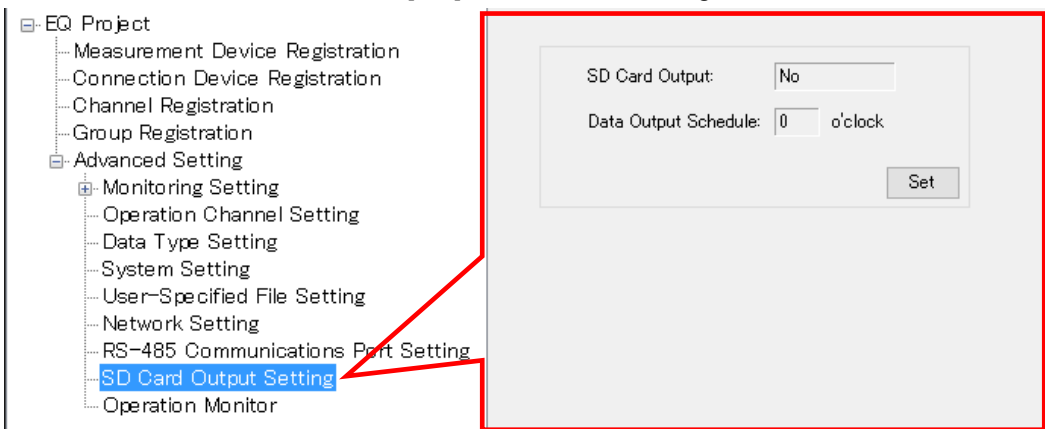 EQ Project
Measurement Device Registration
Connection Device Registration
Channel Registration
Group Registration
Advanced Setting
Monitoring Setting
Operation Channel Setting
Data Type Setting
System Setting
User-Specified File Setting
Network Setting
RS-485 Communications Port Setting
SD Card Output Setting
Operation Monitor
SD Card Output: No
Data Output Schedule: 0 o'clock
Set